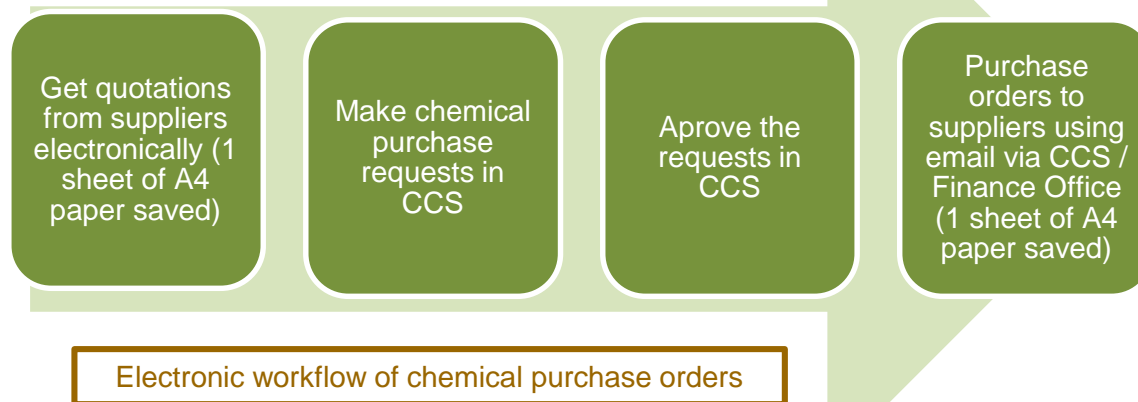 Get quotations
from suppliers
electronically (1
sheet of A4
paper saved)
Make chemical
purchase
requests in
CCS
Aprove the
requests in
CCS
Purchase
orders to
suppliers using
email via CCS /
Finance Office
(1 sheet of A4
paper saved)
Electronic workflow of chemical purchase orders